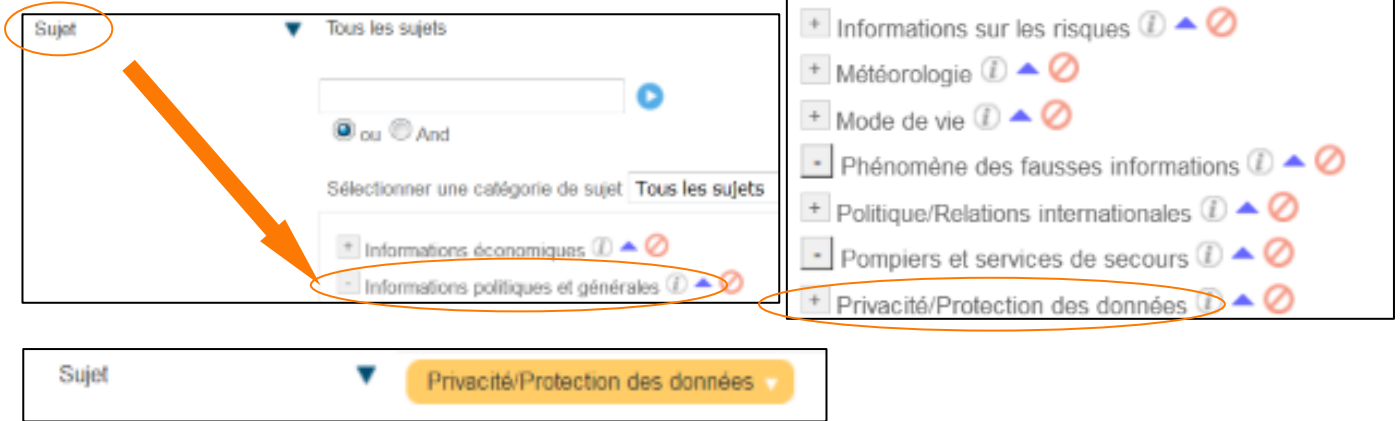 Sujet
Tous les sujets
ou And
Sélectionner une catégorie de sujet Tous les sujets
+ Informations économiques i
- Informations politiques et générales i
+ Informations sur les risques i
+ Météorologie i
+ Mode de vie i
- Phénomène des fausses informations i
+ Politique/Relations internationales i
- Pompiers et services de secours i
+ Privacité/Protection des données i
Sujet Privacité/Protection des données